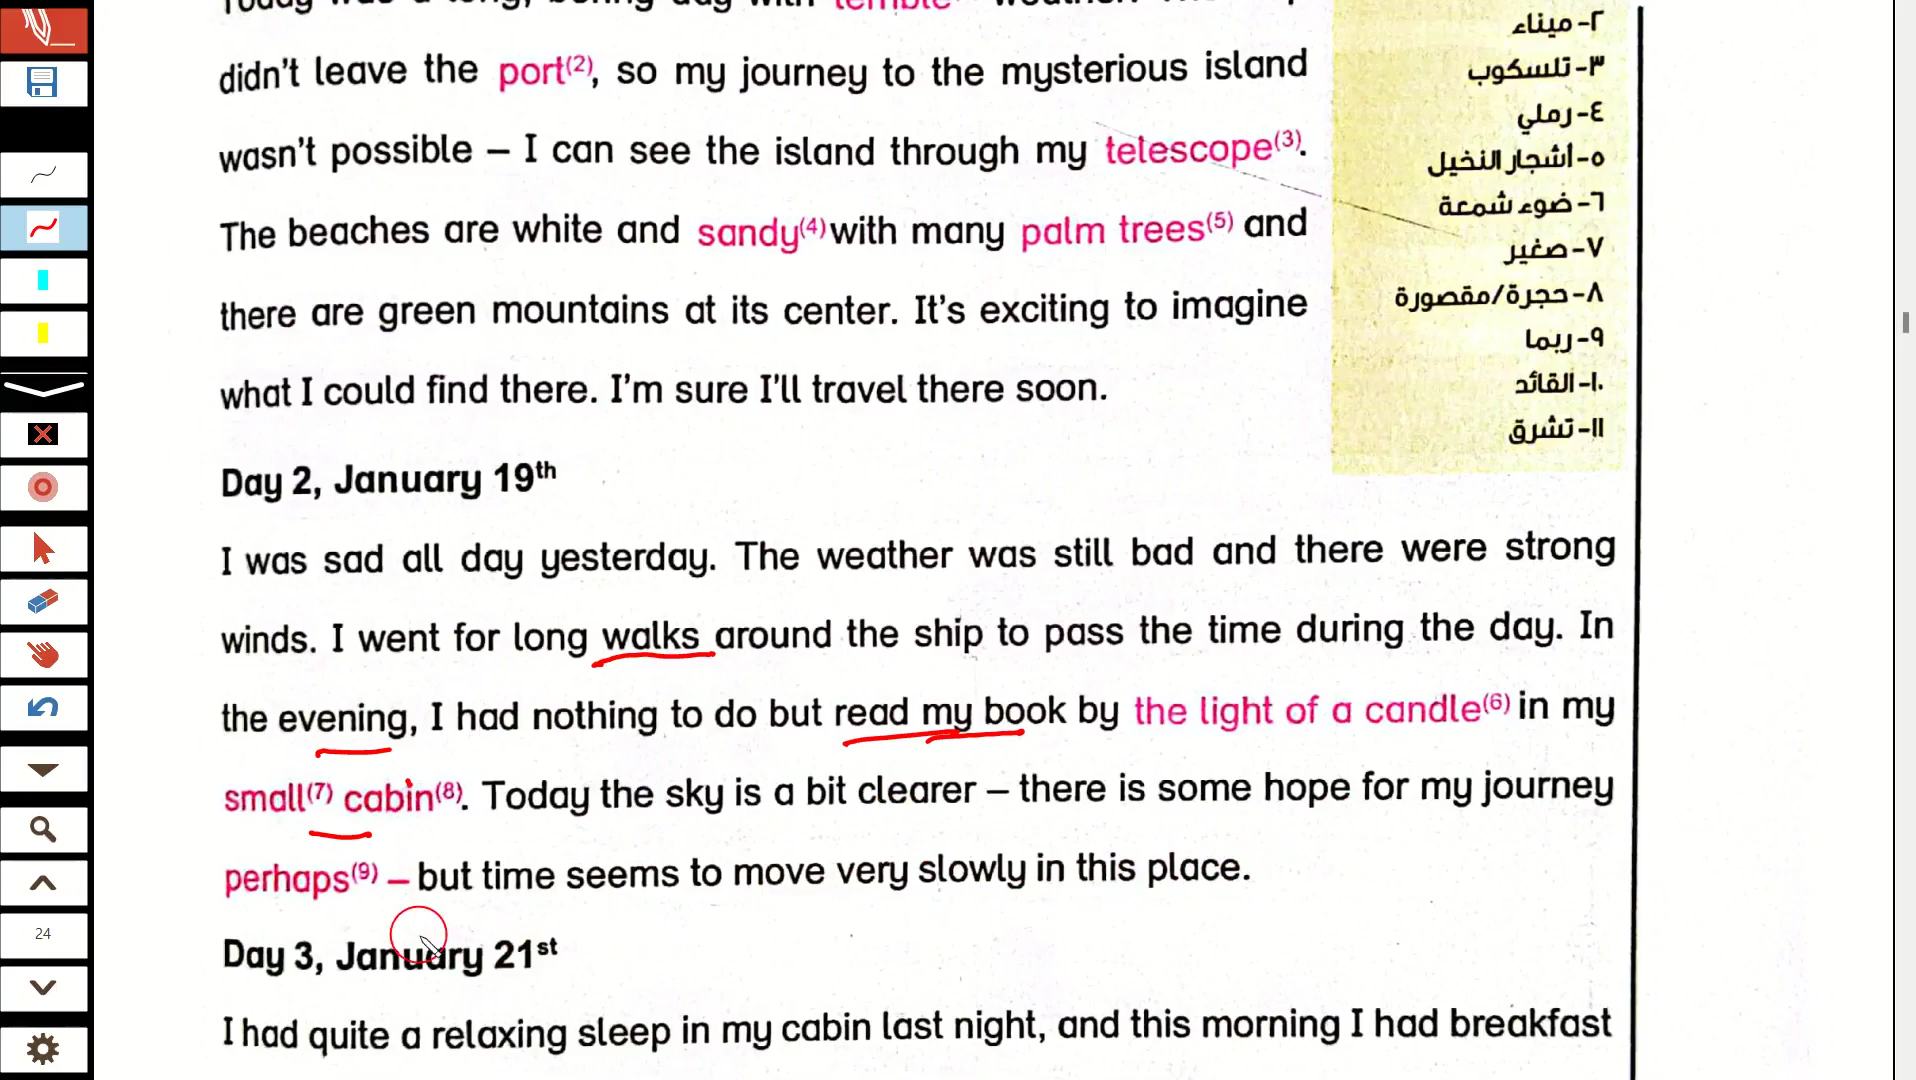 Today was a long, boring day with terrible
didn't leave the port(2), so my journey to the mysterious island
wasn't possible – I can see the island through my telescope(3).
The beaches are white and sandy(4) with many palm trees(5) and
there are green mountains at its center. It's exciting to imagine
what I could find there. I'm sure I'll travel there soon.
٢- ميناء
٣- تلسكوب
٤- رملي
٥- أشجار النخيل
٦- ضوء شمعة
٧- صغير
٨- حجرة/مقصورة
٩- ربما
١٠- القائد
١١- تشرق
Day 2, January 19th
I was sad all day yesterday. The weather was still bad and there were strong
winds. I went for long walks around the ship to pass the time during the day. In
the evening, I had nothing to do but read my book by the light of a candle(6) in my
small(7) cabin(8). Today the sky is a bit clearer – there is some hope for my journey
perhaps(9) – but time seems to move very slowly in this place.
Day 3, January 21st
I had quite a relaxing sleep in my cabin last night, and this morning I had breakfast
24